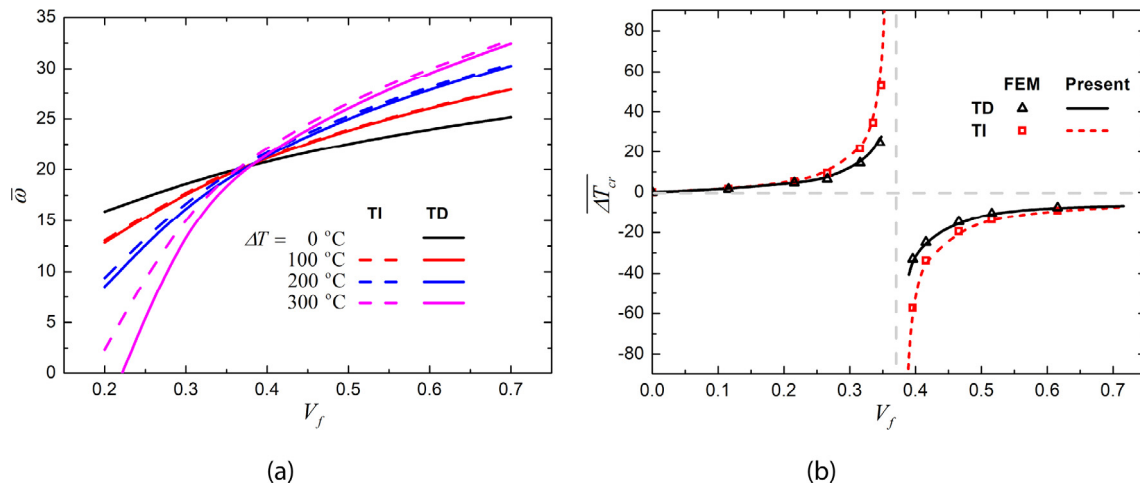 35
30
25
20
15
10
5
0
0.2 0.3 0.4 0.5 0.6 0.7
ω̅
V_f
TI TD
ΔT = 0 °C
100 °C
200 °C
300 °C
(a)
80
60
40
20
0
-20
-40
-60
-80
0.0 0.1 0.2 0.3 0.4 0.5 0.6 0.7
Δ̅T̅_cr
V_f
FEM Present
TD
TI
(b)